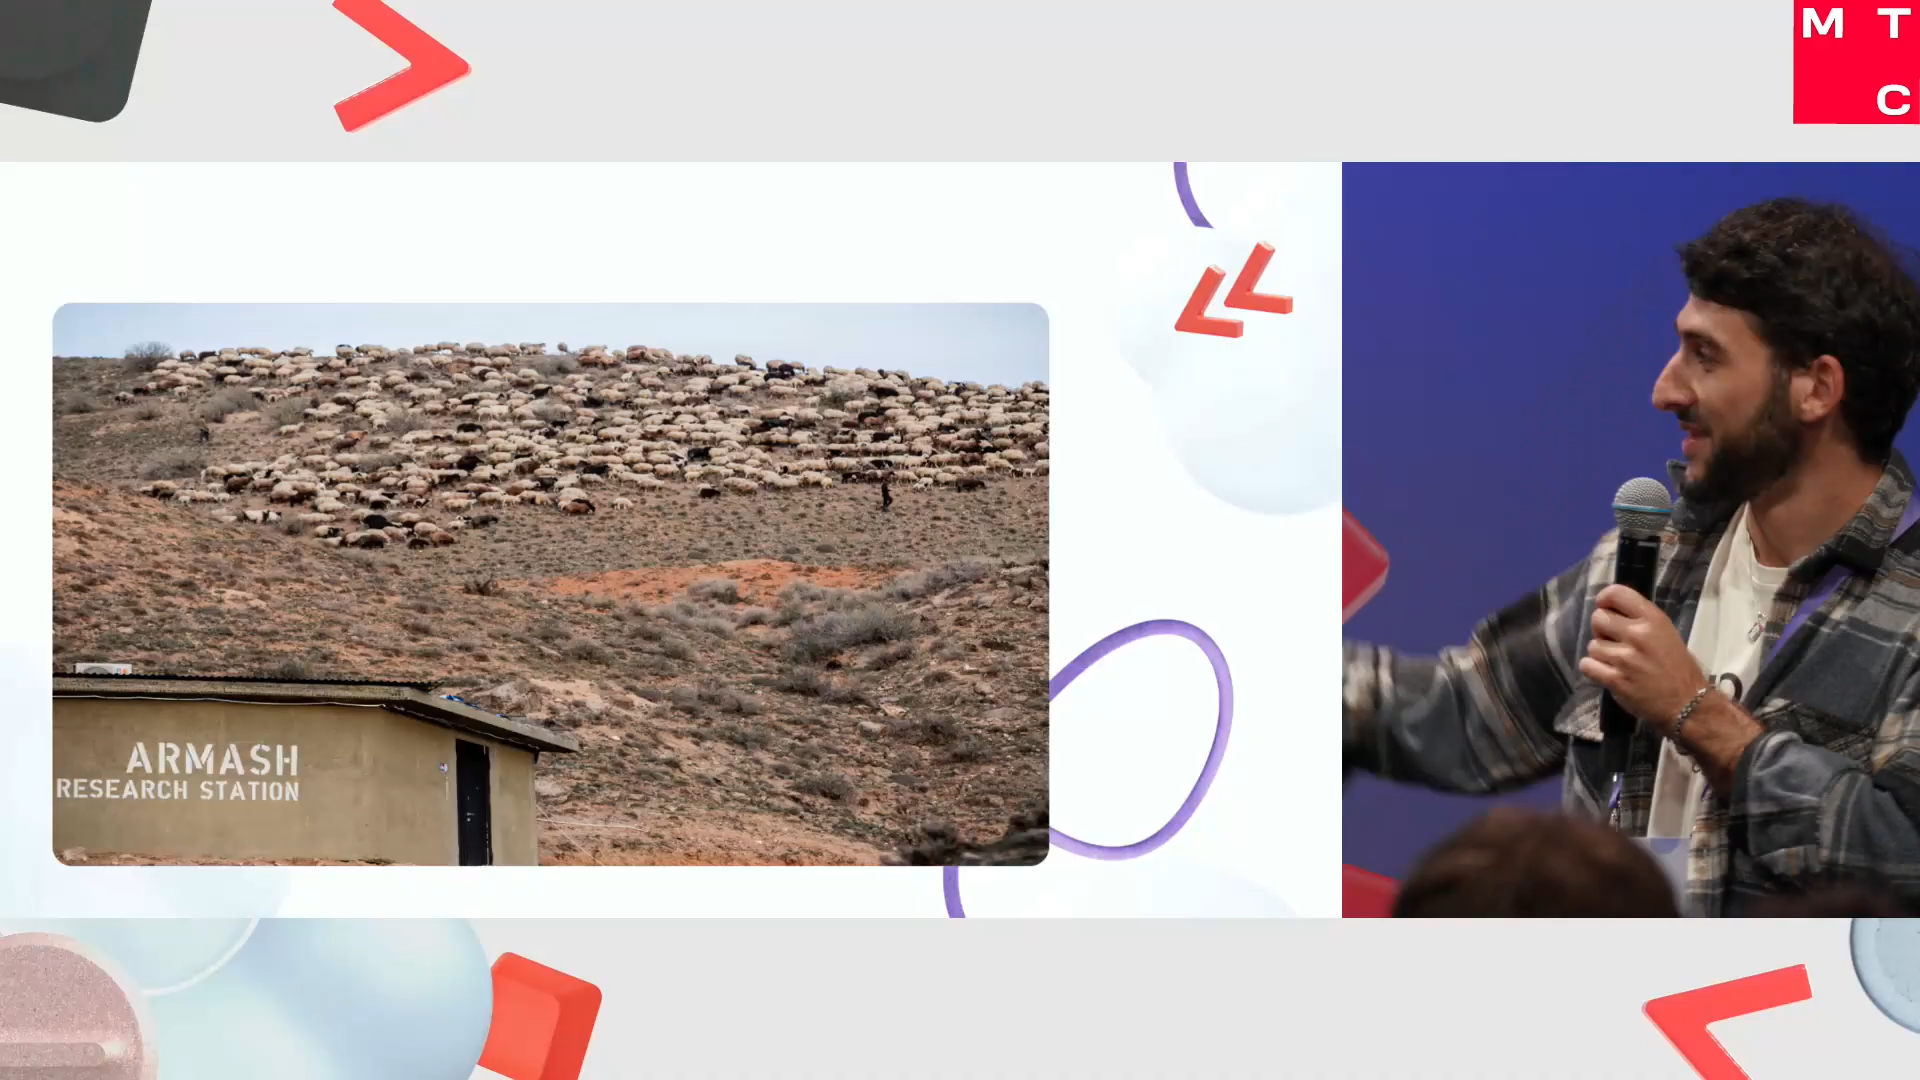 М Т
С
ARMASH
RESEARCH STATION